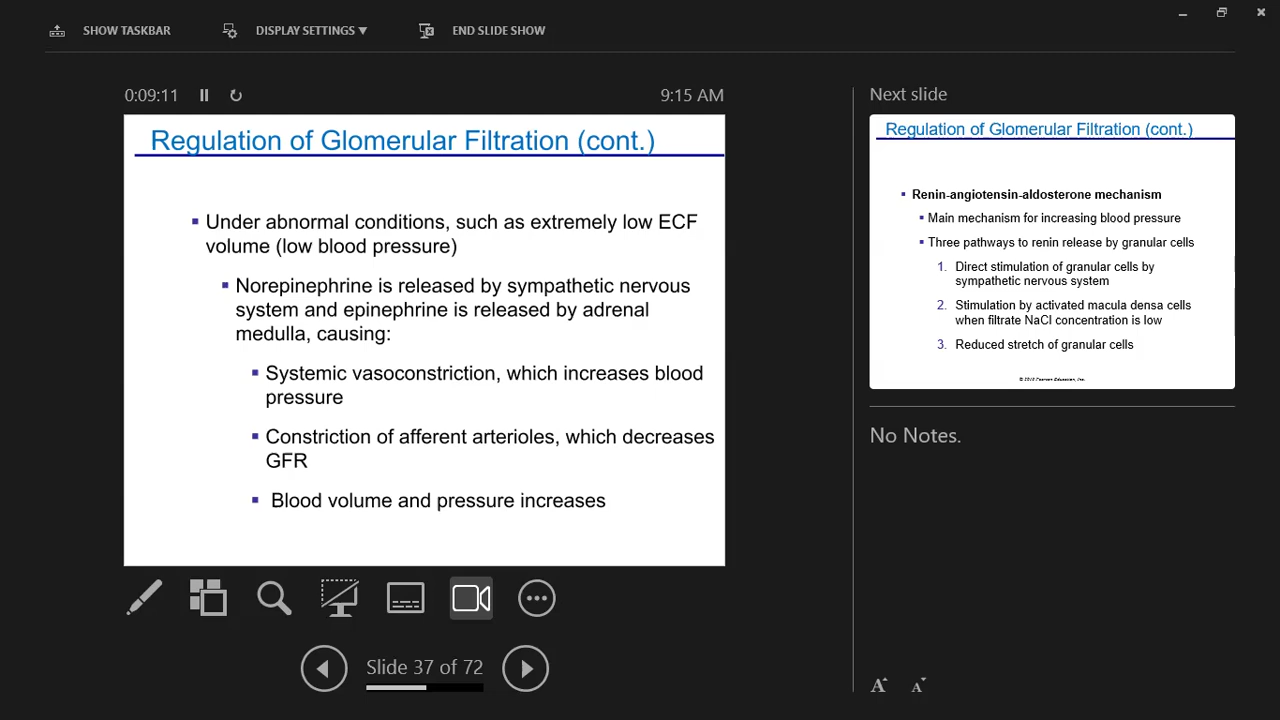 SHOW TASKBAR
DISPLAY SETTINGS ▼
END SLIDE SHOW
0:09:11
9:15 AM
Regulation of Glomerular Filtration (cont.)
▪ Under abnormal conditions, such as extremely low ECF
volume (low blood pressure)
▪ Norepinephrine is released by sympathetic nervous
system and epinephrine is released by adrenal
medulla, causing:
▪ Systemic vasoconstriction, which increases blood
pressure
▪ Constriction of afferent arterioles, which decreases
GFR
▪ Blood volume and pressure increases
Slide 37 of 72
Next slide
Regulation of Glomerular Filtration (cont.)
▪ Renin-angiotensin-aldosterone mechanism
▪ Main mechanism for increasing blood pressure
▪ Three pathways to renin release by granular cells
1. Direct stimulation of granular cells by
sympathetic nervous system
2. Stimulation by activated macula densa cells
when filtrate NaCl concentration is low
3. Reduced stretch of granular cells
Pearson Education, Inc.
No Notes.
A A